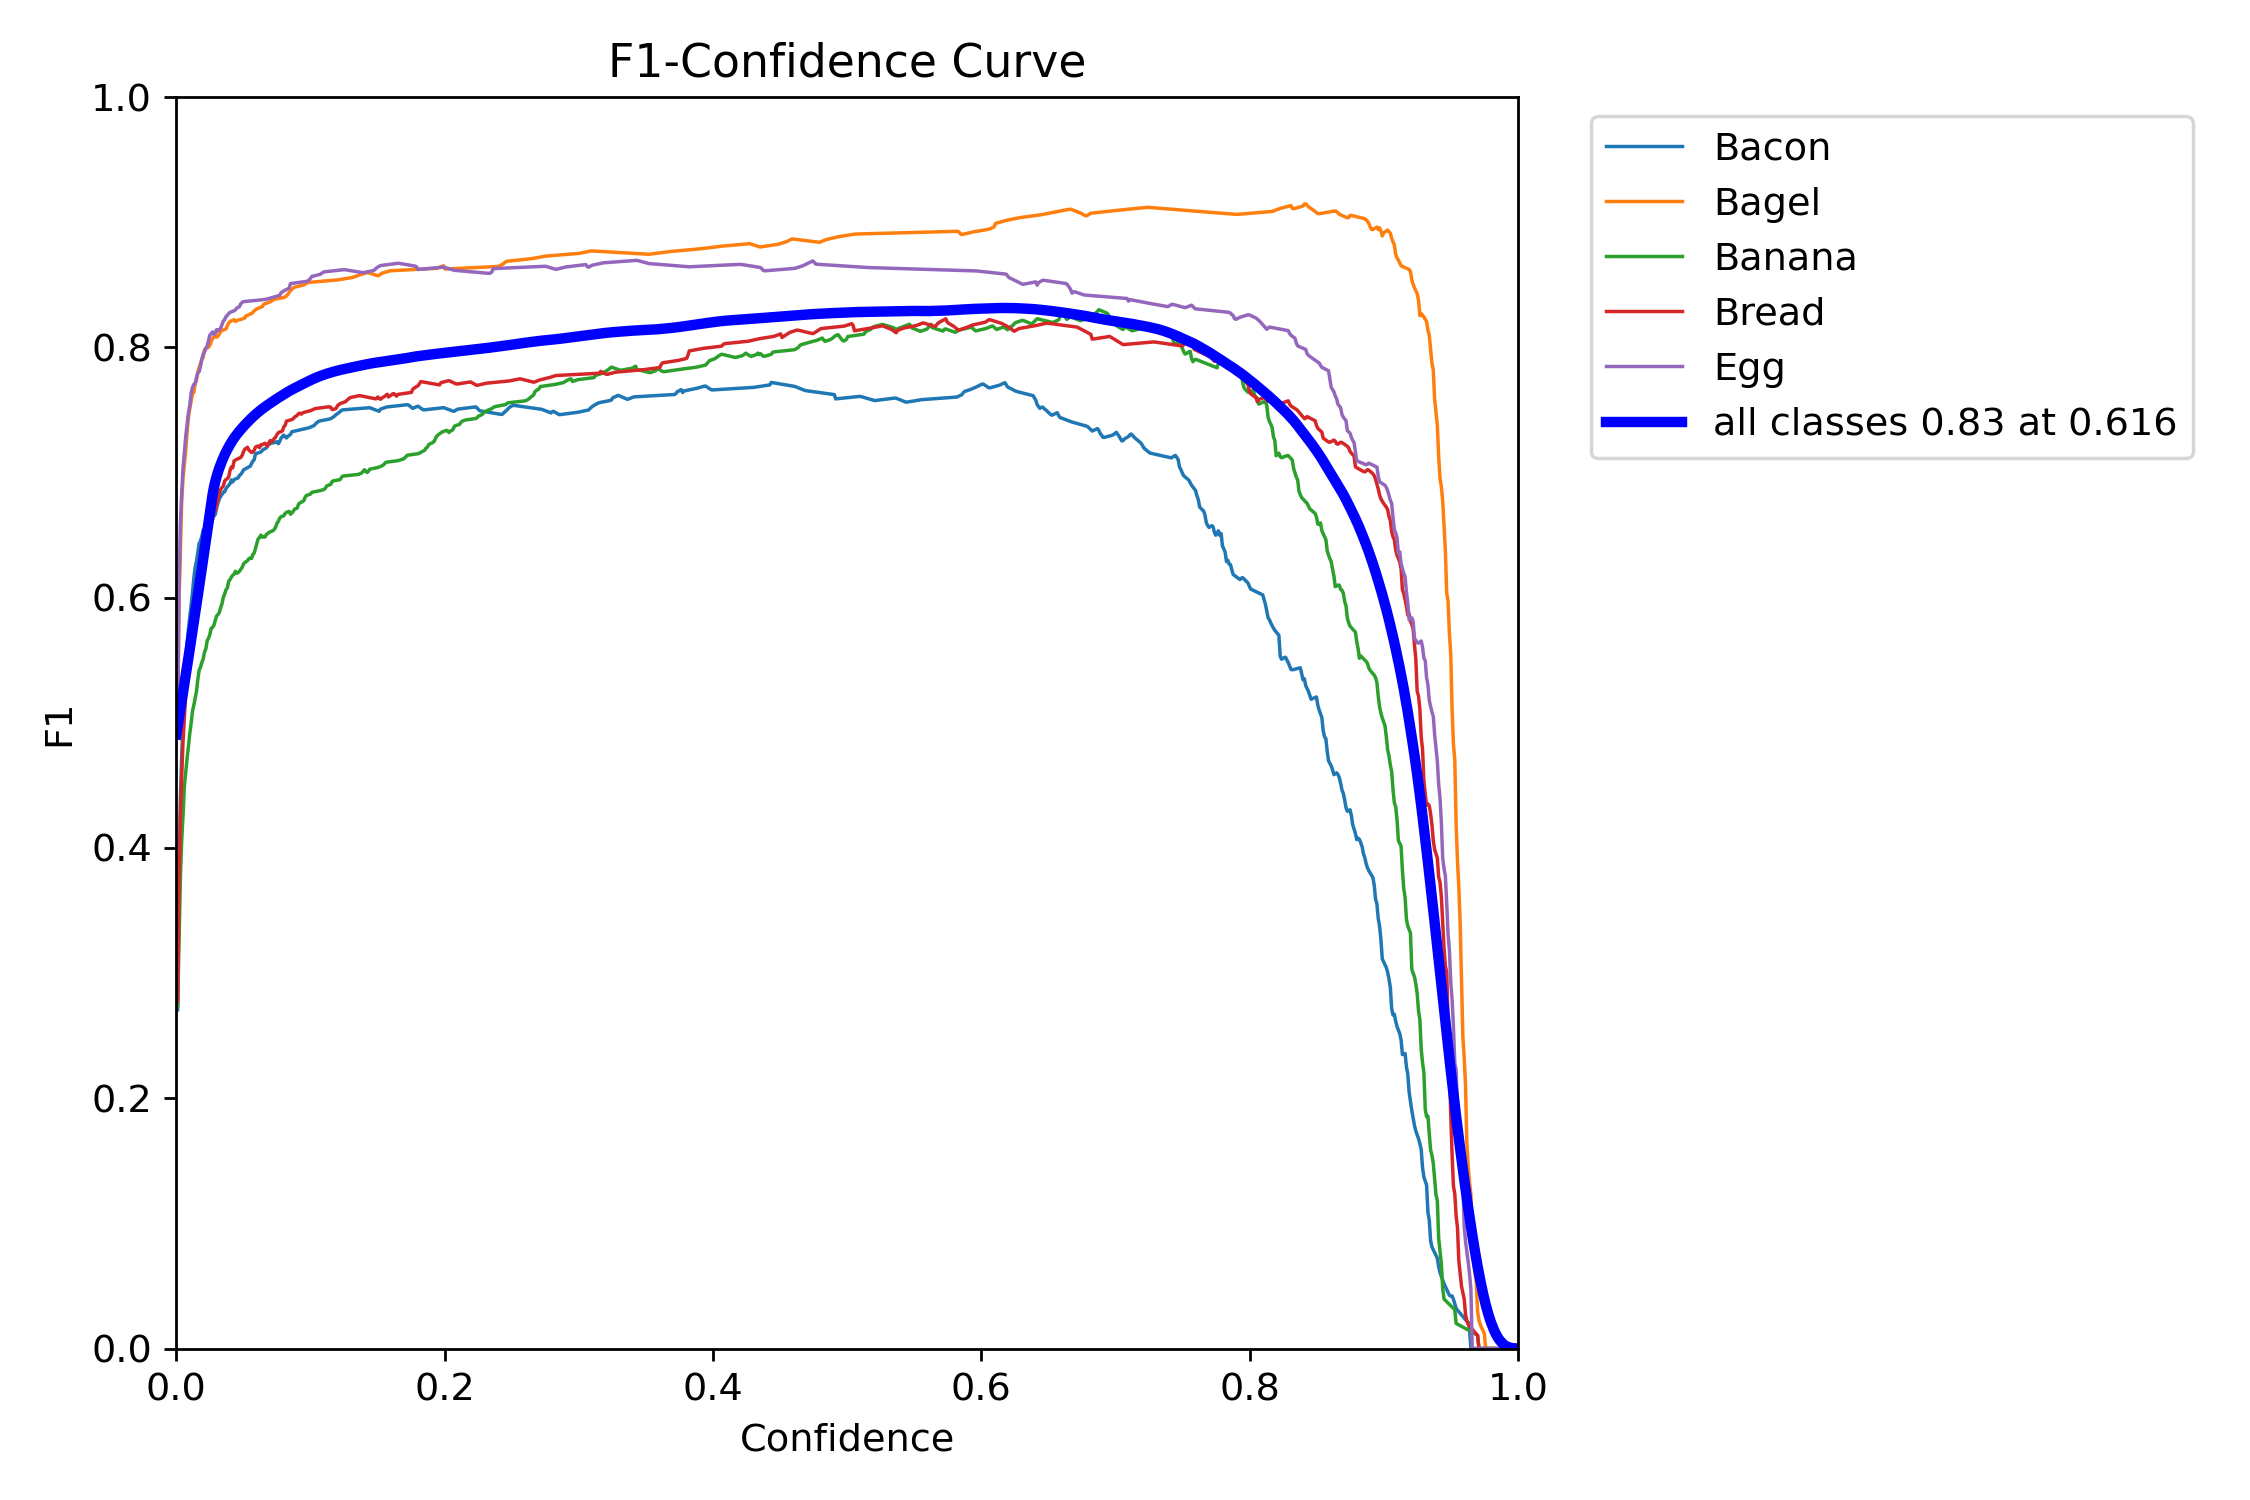 F1-Confidence Curve
1.0
0.8
0.6
0.4
0.2
0.0
F1
0.0 0.2 0.4 0.6 0.8 1.0
Confidence
Bacon
Bagel
Banana
Bread
Egg
all classes 0.83 at 0.616